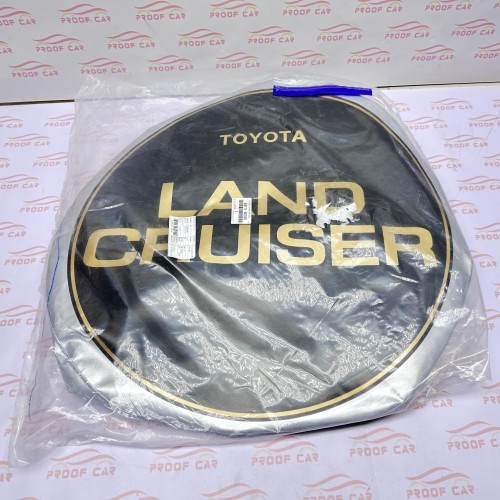 TOYOTA
LAND
CRUISER
PROOF CAR